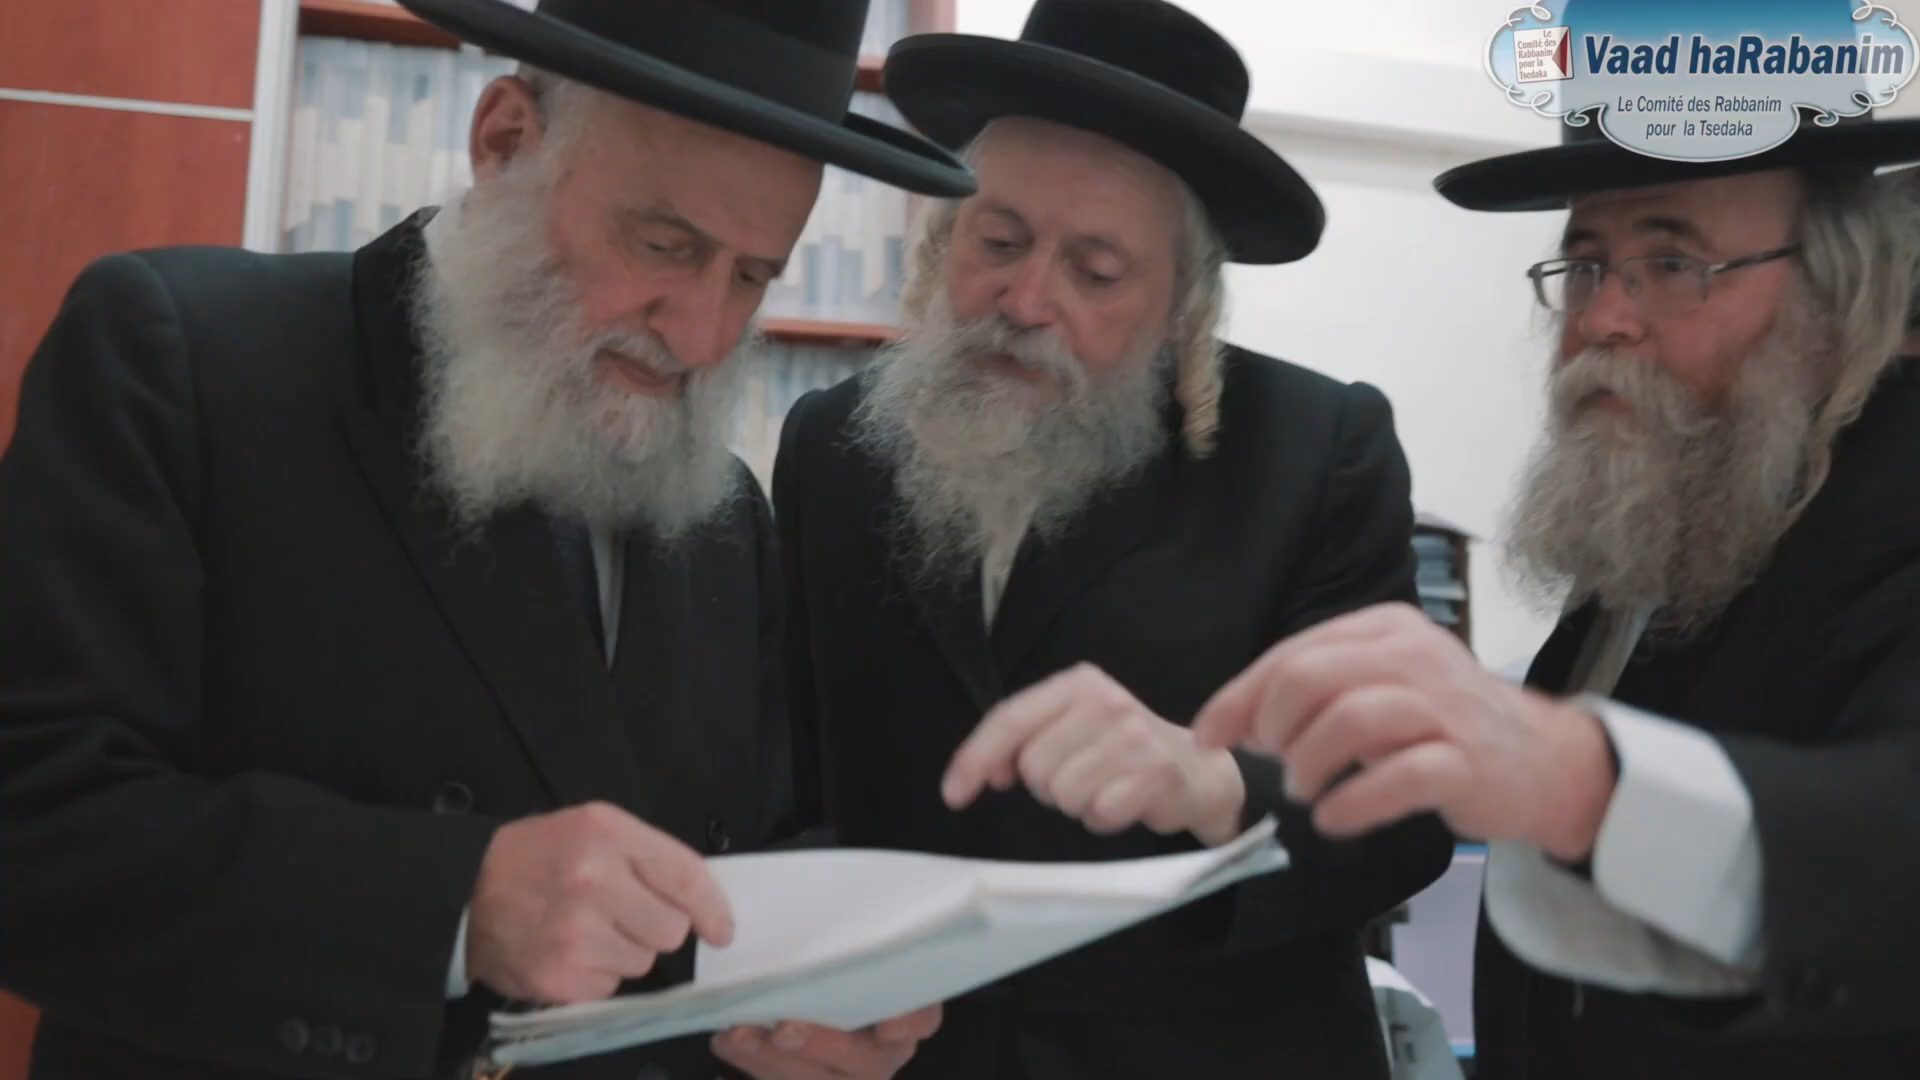 Le
Comité des
Rabbanim
pour la
Tsedaka
Vaad haRabanim
Le Comité des Rabbanim
pour la Tsedaka